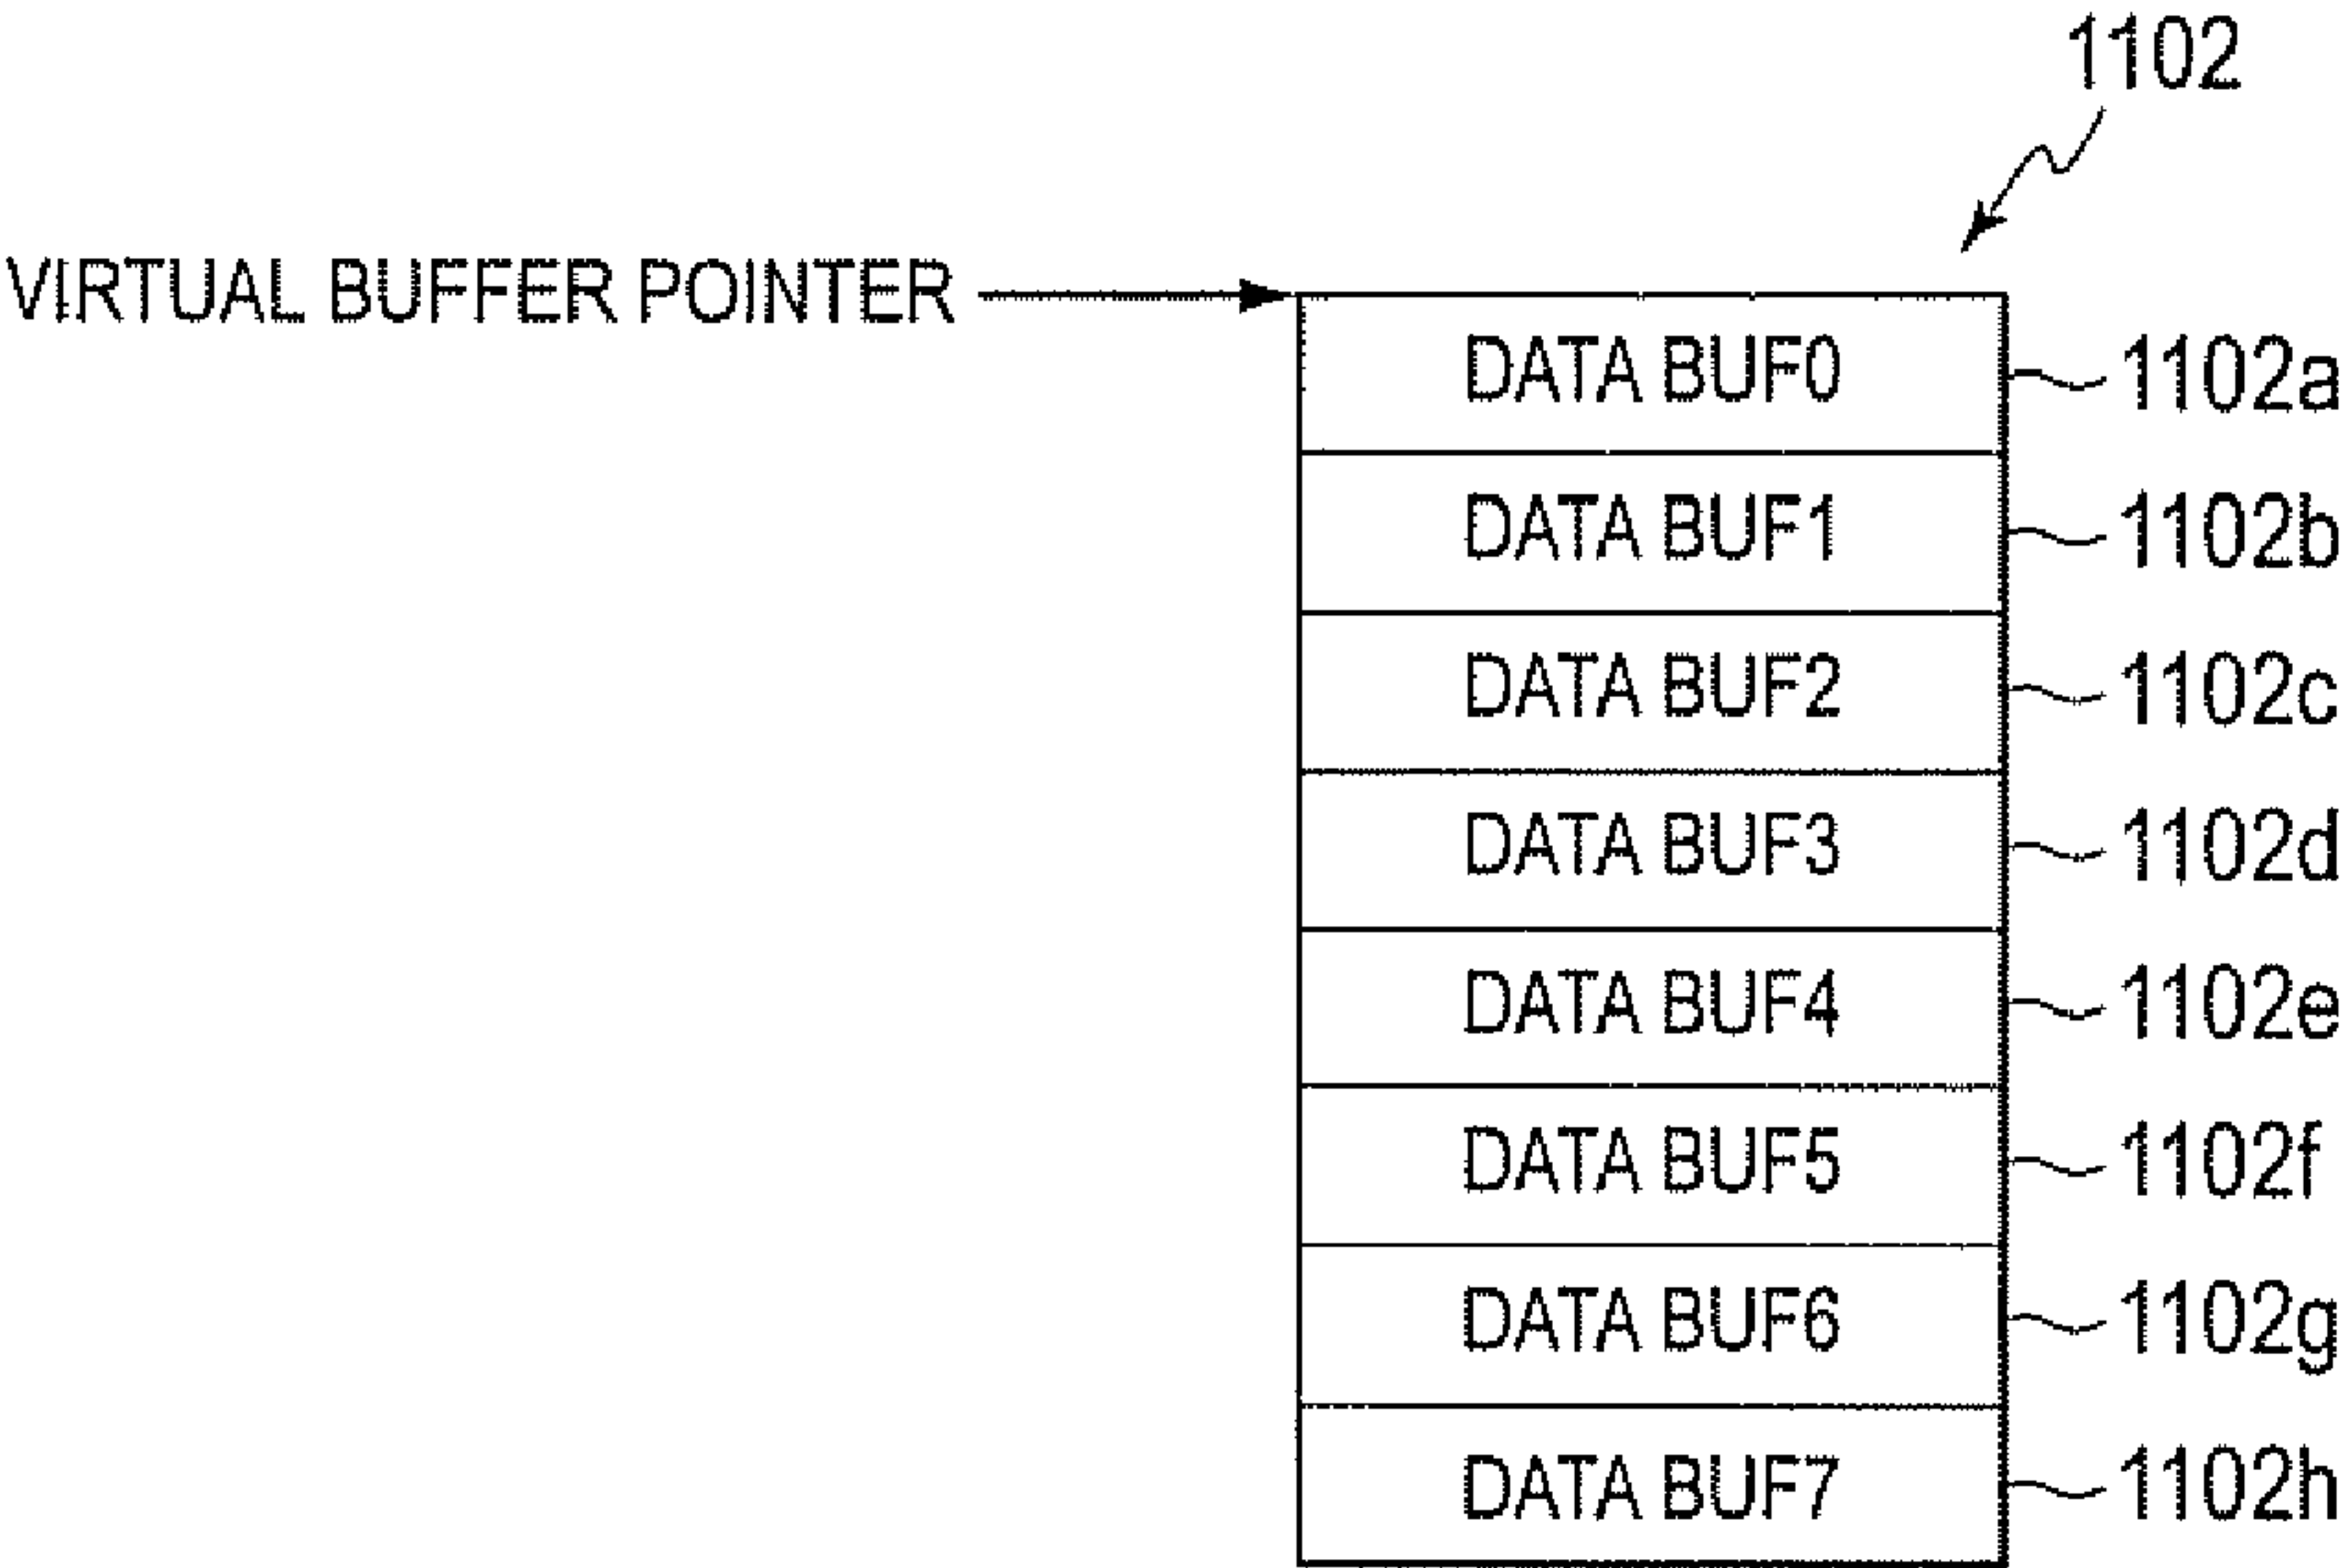 1102
VIRTUAL BUFFER POINTER
DATA BUF0 1102a
DATA BUF1 1102b
DATA BUF2 1102c
DATA BUF3 1102d
DATA BUF4 1102e
DATA BUF5 1102f
DATA BUF6 1102g
DATA BUF7 1102h